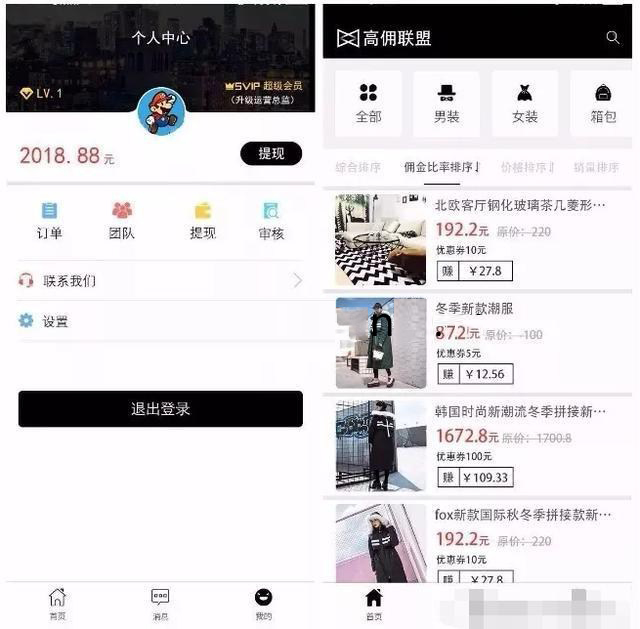 个人中心
LV.1
SVIP 超级会员
(升级运营总监)
2018.88元
提现
订单
团队
提现
审核
联系我们
设置
退出登录
首页
消息
我的
高佣联盟
全部
男装
女装
箱包
综合排序
佣金比率排序
价格排序
销量排序
北欧客厅钢化玻璃茶几菱形…
192.2元 原价: 220
优惠券10元
赚 ¥27.8
冬季新款潮服
87.2元 原价: 100
优惠券5元
赚 ¥12.56
韩国时尚新潮流冬季拼接新…
1672.8元 原价: 1700.8
优惠券100元
赚 ¥109.33
fox新款国际秋冬季拼接款新…
192.2元 原价: 220
优惠券10元
赚 ¥27.8
首页